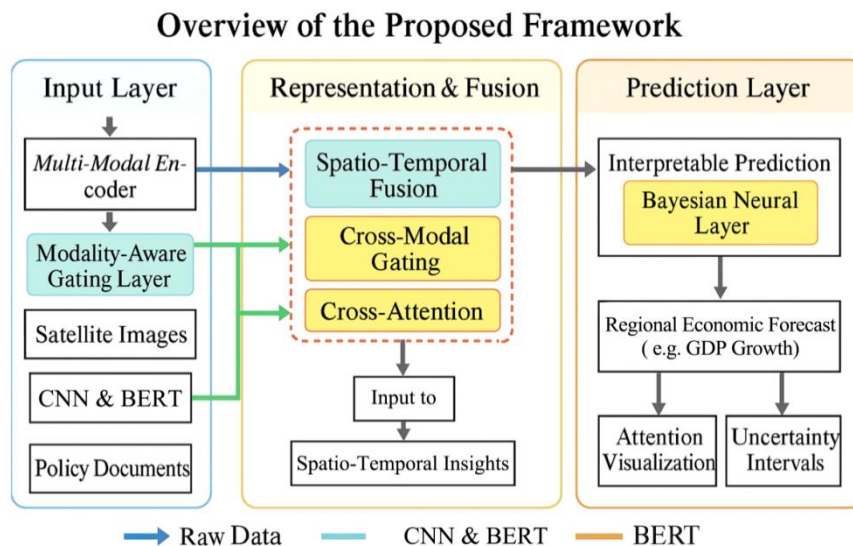 Overview of the Proposed Framework
Input Layer
Multi-Modal En-
coder
Modality-Aware
Gating Layer
Satellite Images
CNN & BERT
Policy Documents
Representation & Fusion
Spatio-Temporal
Fusion
Cross-Modal
Gating
Cross-Attention
Input to
Spatio-Temporal Insights
Prediction Layer
Interpretable Prediction
Bayesian Neural
Layer
Regional Economic Forecast
( e.g. GDP Growth)
Attention
Visualization
Uncertainty
Intervals
Raw Data
CNN & BERT
BERT